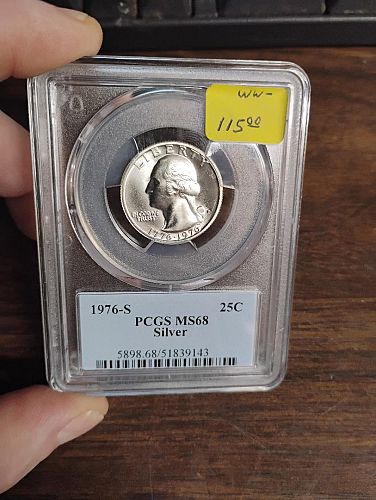 WW-
115⁰⁰
LIBERTY
IN GOD WE
TRUST
1776-1976
1976-S 25C
PCGS MS68
Silver
5898.68/51839143